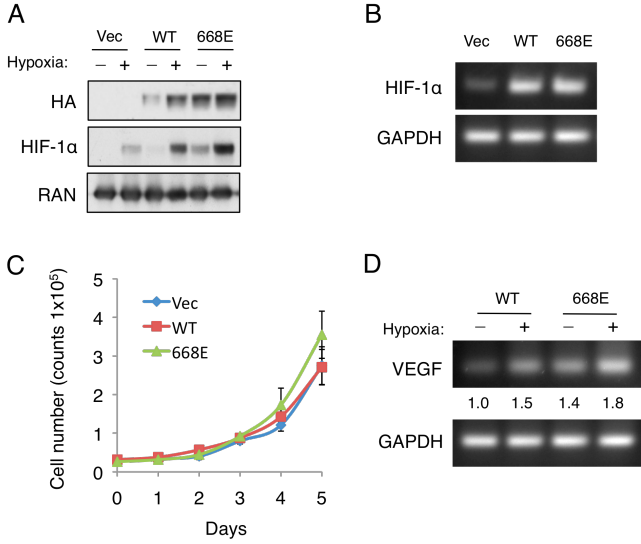 A
Vec WT 668E
Hypoxia: – + – + – +
HA
HIF-1α
RAN
B
Vec WT 668E
HIF-1α
GAPDH
C
Cell number (counts 1x10⁵)
5
4
3
2
1
0
Vec
WT
668E
0 1 2 3 4 5
Days
D
WT 668E
Hypoxia: – + – +
VEGF
1.0 1.5 1.4 1.8
GAPDH